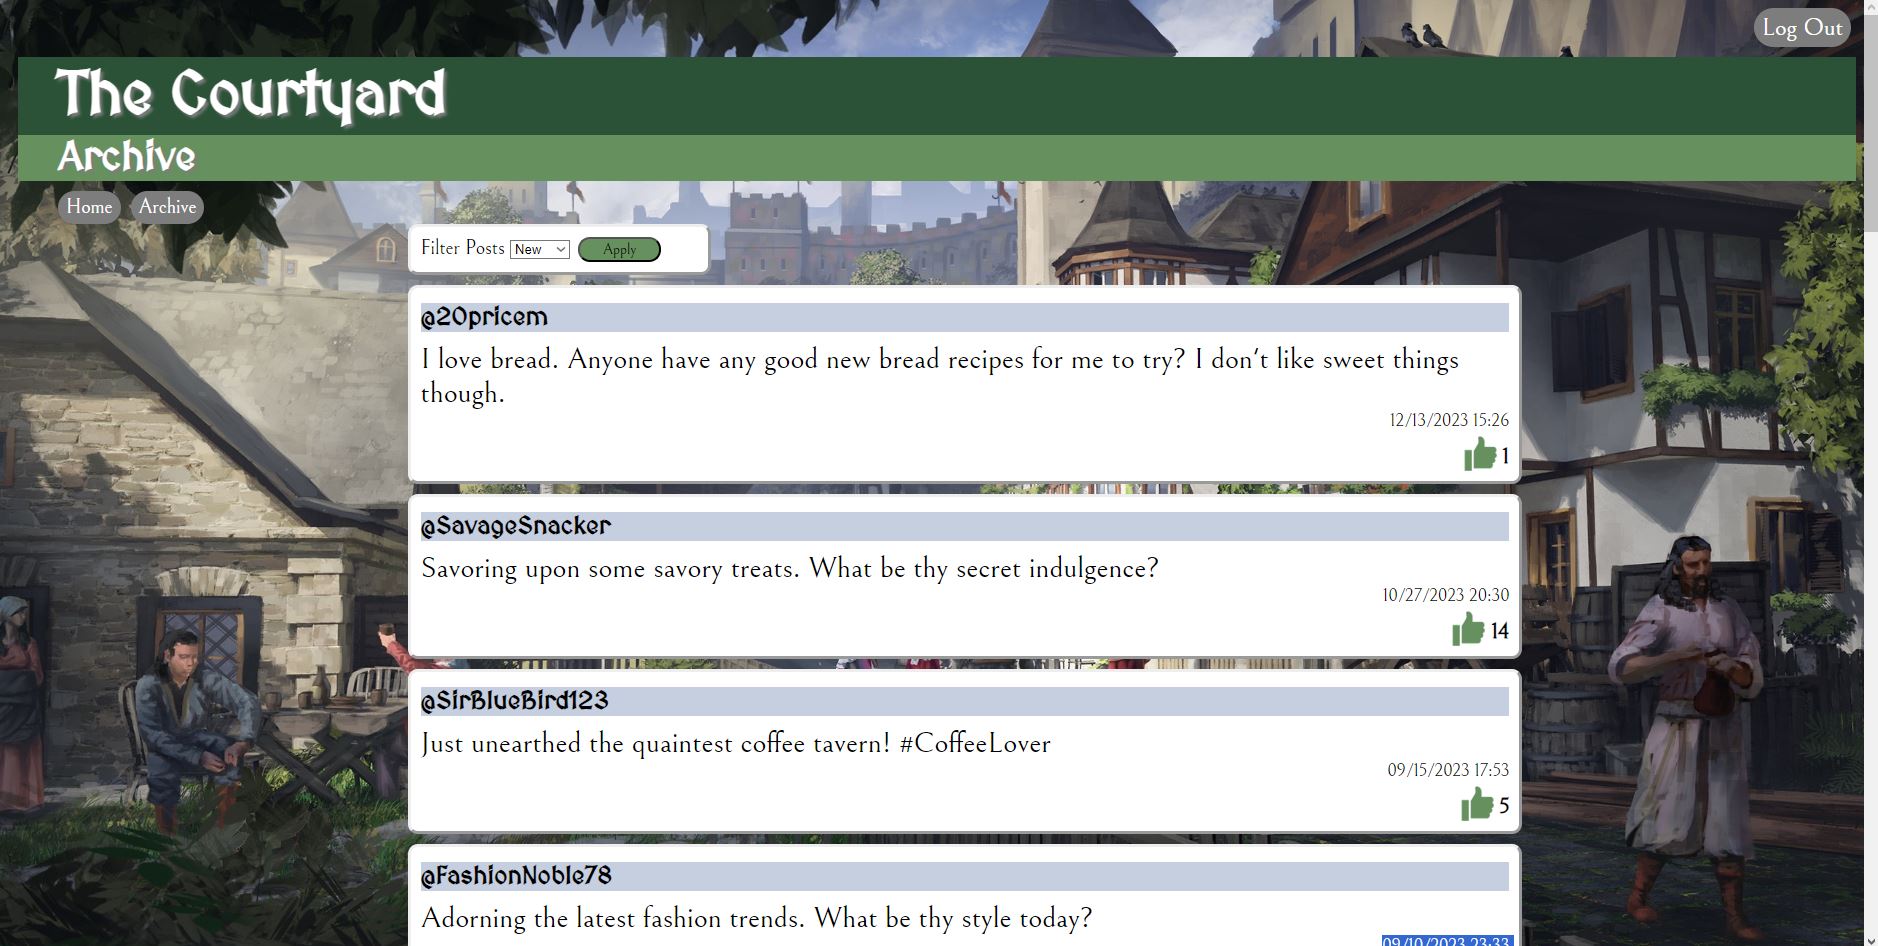 Log Out
The Courtyard
Archive
Home Archive
Filter Posts New Apply
@20pricem
I love bread. Anyone have any good new bread recipes for me to try? I don't like sweet things
though.
12/13/2023 15:26
1
@SavageSnacker
Savoring upon some savory treats. What be thy secret indulgence?
10/27/2023 20:30
14
@SirBlueBird123
Just unearthed the quaintest coffee tavern! #CoffeeLover
09/15/2023 17:53
5
@FashionNoble78
Adorning the latest fashion trends. What be thy style today?
09/10/2023 23:33